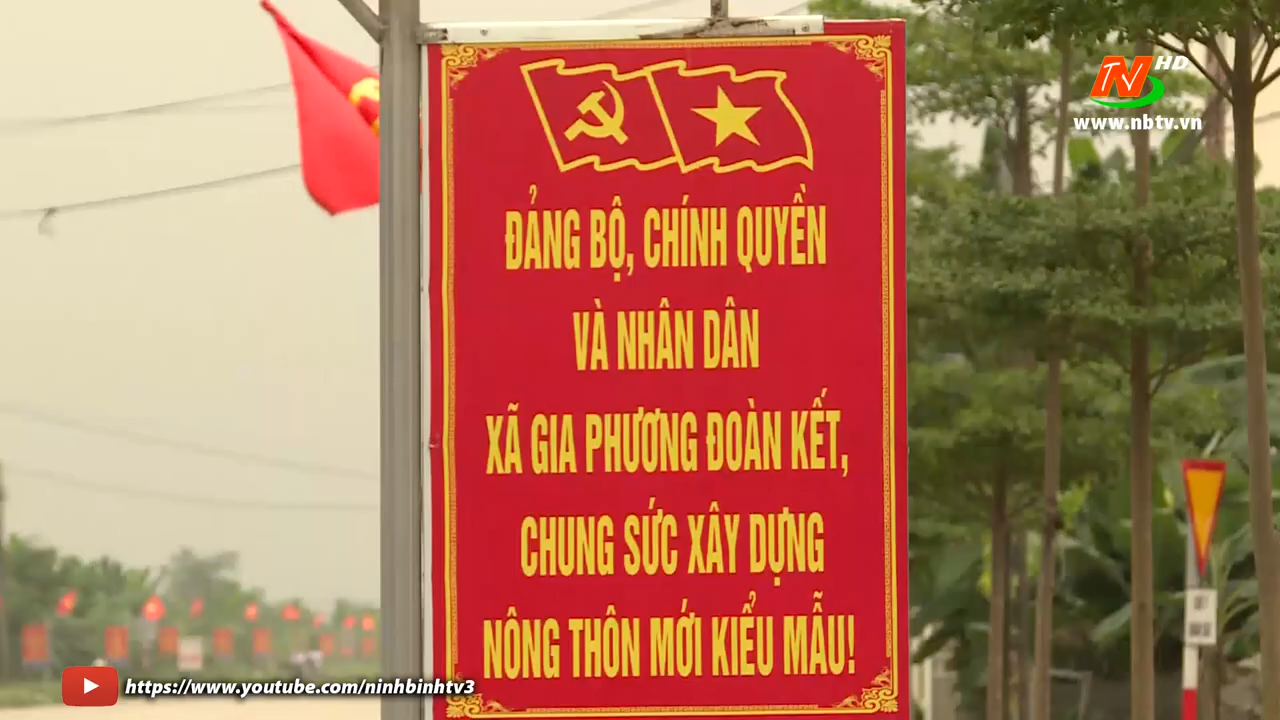 TV HD
www.nbtv.vn
ĐẢNG BỘ, CHÍNH QUYỀN
VÀ NHÂN DÂN
XÃ GIA PHƯƠNG ĐOÀN KẾT,
CHUNG SỨC XÂY DỰNG
NÔNG THÔN MỚI KIỂU MẪU!
https://www.youtube.com/ninhbinhtv3